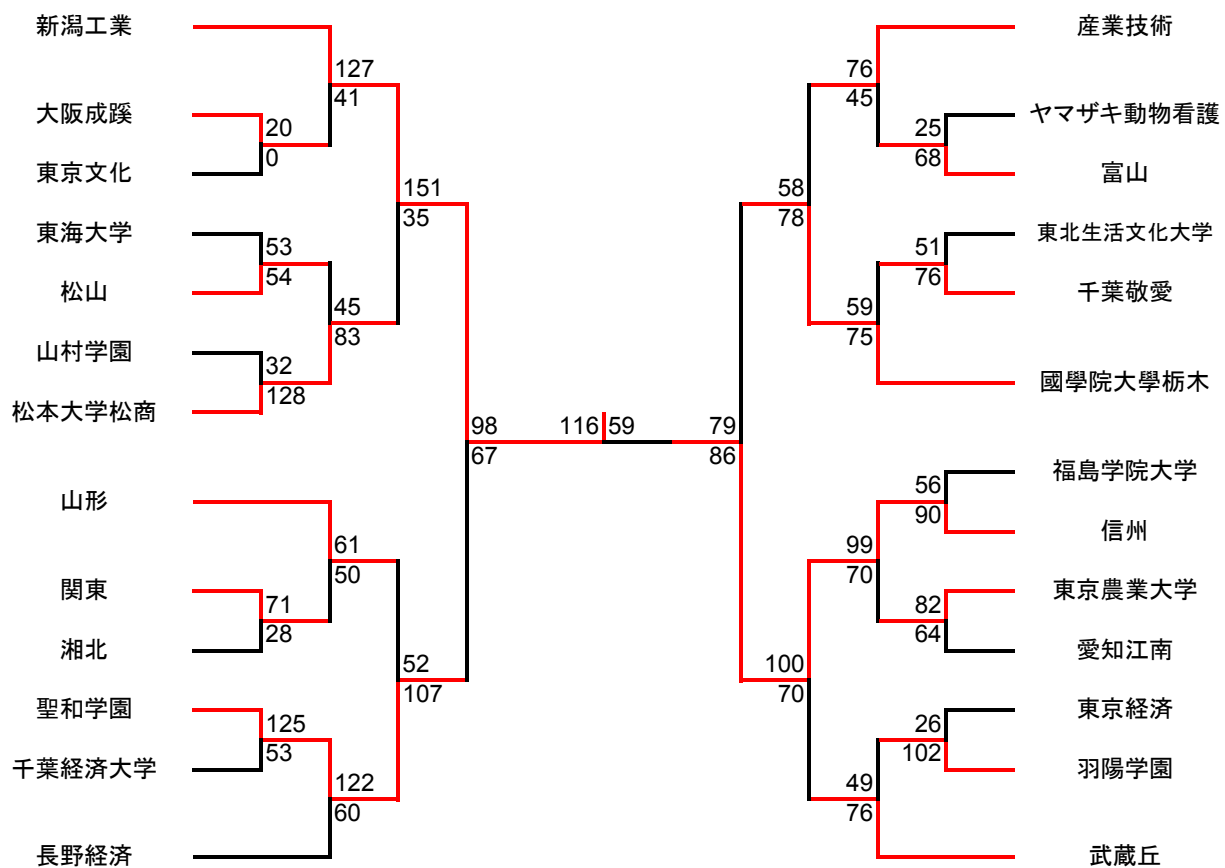 新潟工業
大阪成蹊
東京文化
東海大学
松山
山村学園
松本大学松商
山形
関東
湘北
聖和学園
千葉経済大学
長野経済
127
41
20
0
151
35
53
54
45
83
32
128
98
67
61
50
71
28
52
107
125
53
122
60
116
59
79
86
58
78
76
45
25
68
51
76
59
75
56
90
99
70
82
64
100
70
26
102
49
76
産業技術
ヤマザキ動物看護
富山
東北生活文化大学
千葉敬愛
國學院大學栃木
福島学院大学
信州
東京農業大学
愛知江南
東京経済
羽陽学園
武蔵丘